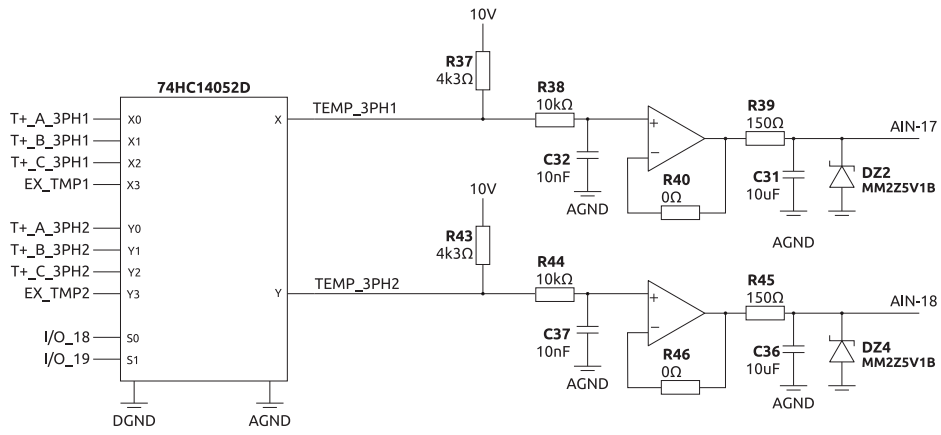 10V
R37
4k3Ω
74HC14052D
R38
10kΩ
TEMP_3PH1
R39
150Ω
AIN-17
T+_A_3PH1
X0
X
T+_B_3PH1
X1
T+_C_3PH1
X2
EX_TMP1
X3
+
−
C32
10nF
AGND
R40
0Ω
C31
10uF
AGND
DZ2
MM2Z5V1B
10V
R43
4k3Ω
T+_A_3PH2
Y0
T+_B_3PH2
Y1
T+_C_3PH2
Y2
EX_TMP2
Y3
Y
TEMP_3PH2
R44
10kΩ
R45
150Ω
AIN-18
+
−
C37
10nF
AGND
R46
0Ω
C36
10uF
AGND
DZ4
MM2Z5V1B
I/O_18
S0
I/O_19
S1
DGND
AGND